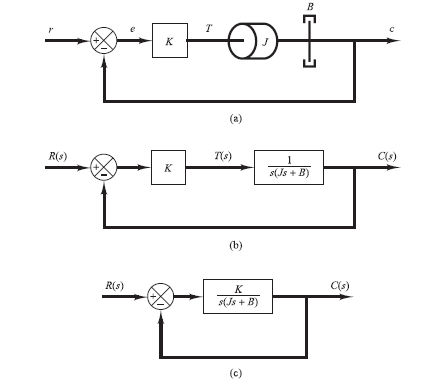 B
r
+
−
e
K
T
J
c
(a)
R(s)
+
−
K
T(s)
1
s(Js + B)
C(s)
(b)
R(s)
+
−
K
s(Js + B)
C(s)
(c)